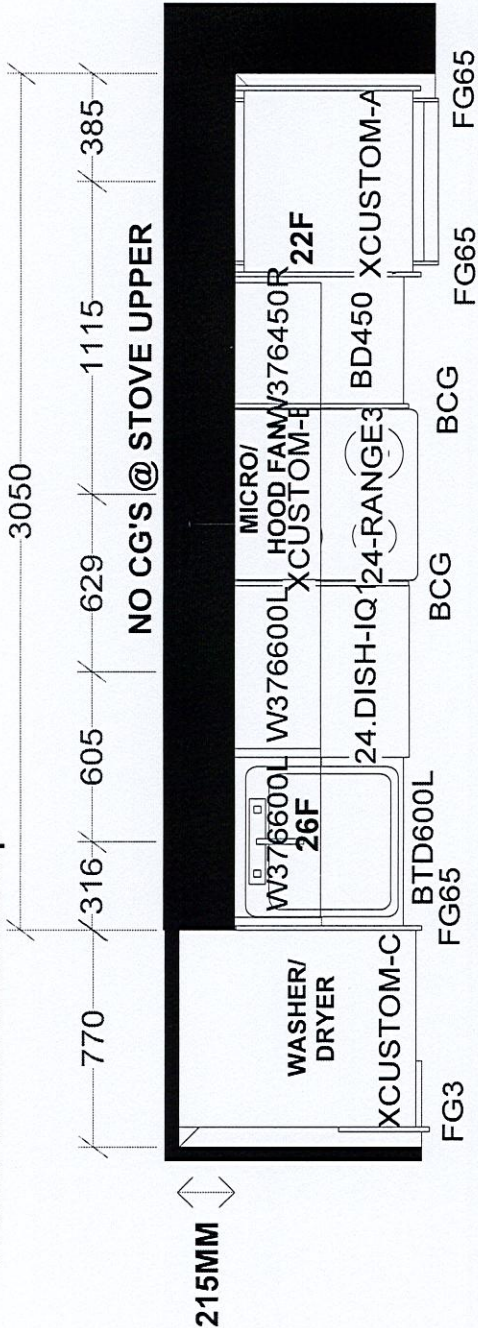 3050
770
316
605
629
1115
385
NO CG'S @ STOVE UPPER
215MM
MICRO/
HOOD FAN
W376450R
22F
W376600L
W376600L
XCUSTOM-B
26F
WASHER/
DRYER
24.DISH-IQ
24-RANGE3
BD450
XCUSTOM-A
XCUSTOM-C
BTD600L
FG3
FG65
BCG
BCG
FG65
FG65